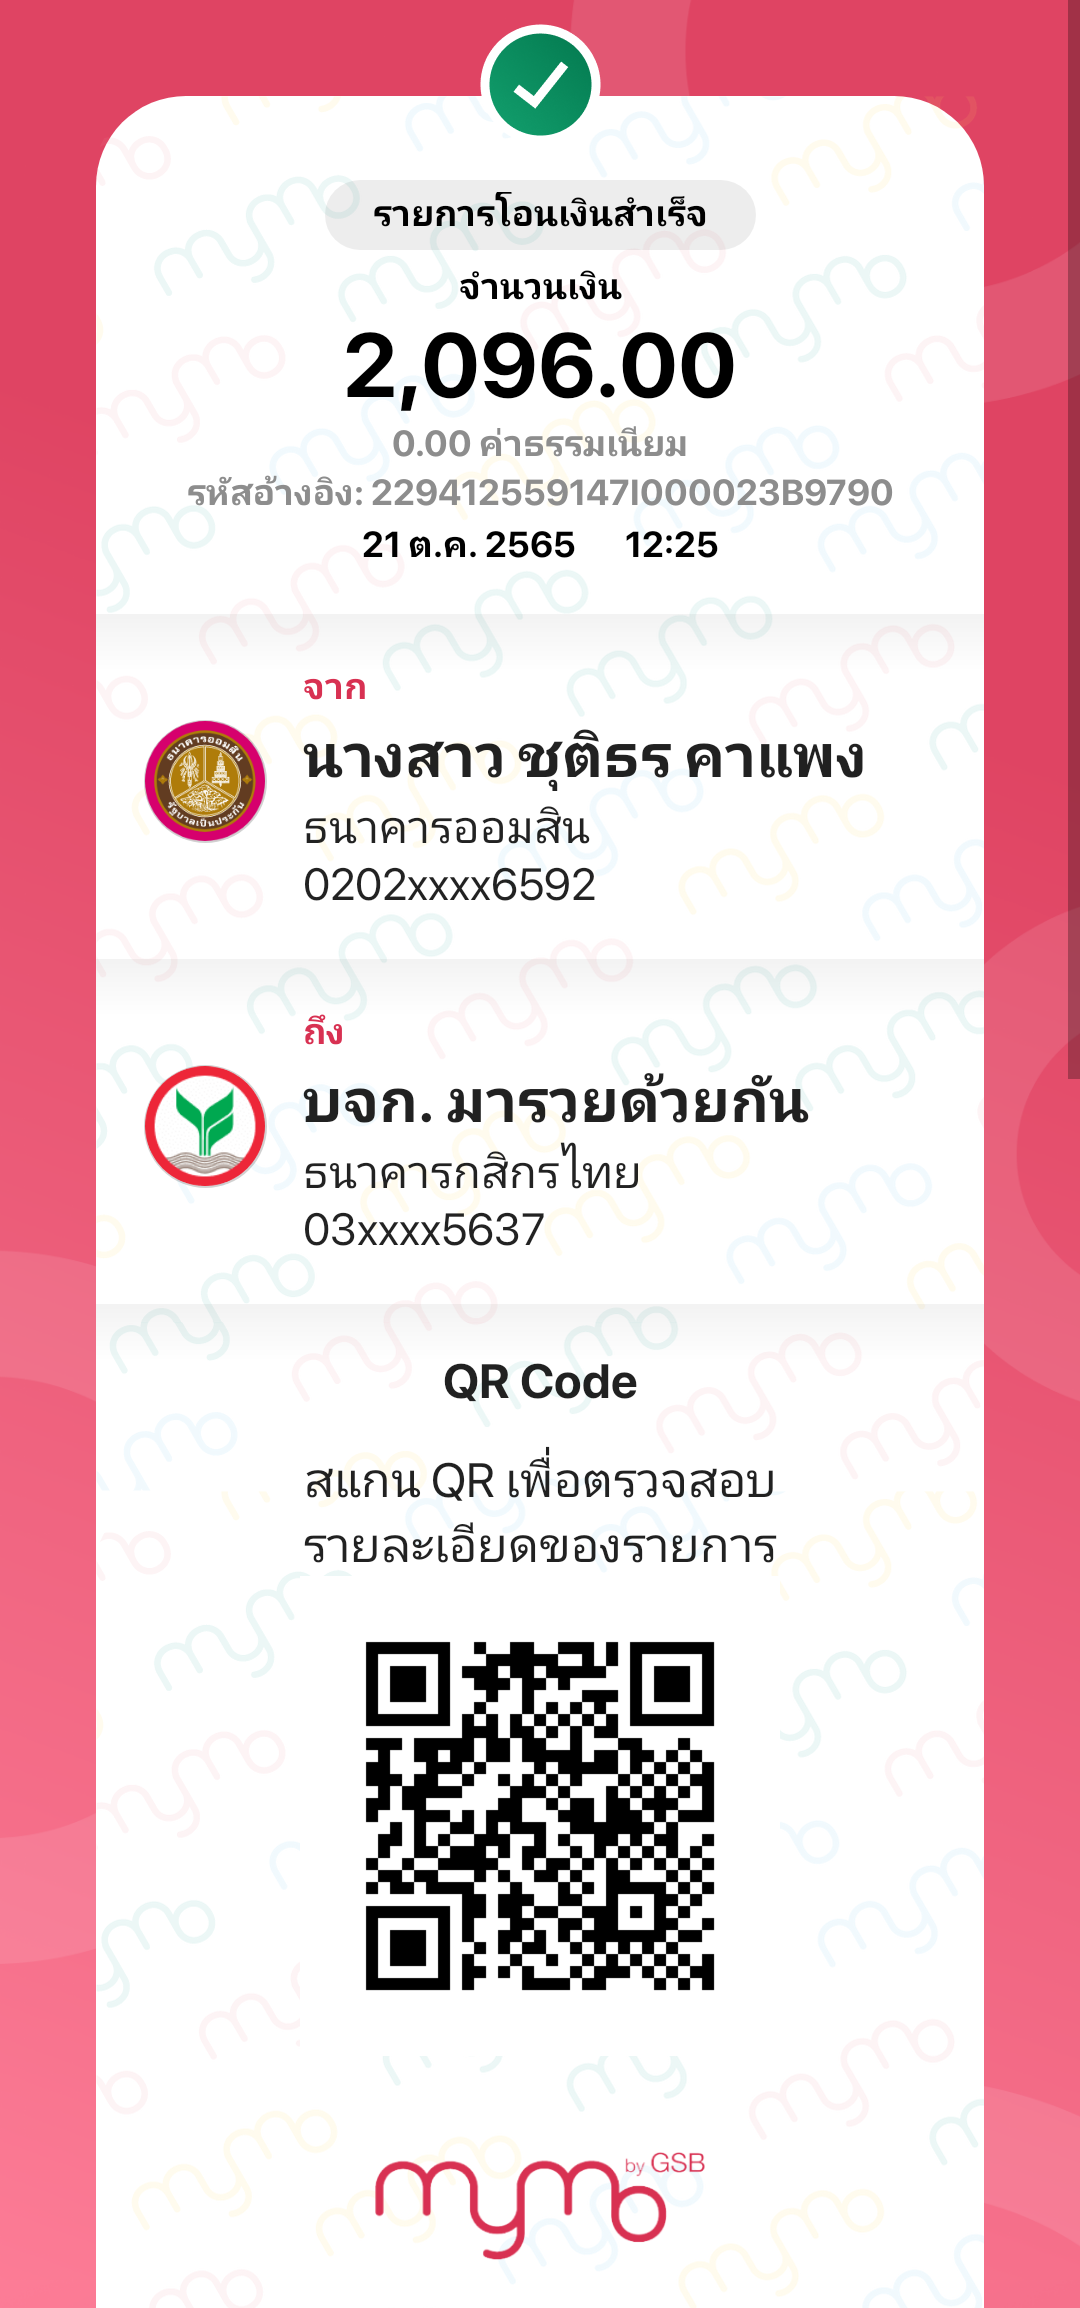 รายการโอนเงินสำเร็จ
จำนวนเงิน
2,096.00
0.00 ค่าธรรมเนียม
รหัสอ้างอิง: 229412559147I000023B9790
21 ต.ค. 2565 12:25
จาก
นางสาว ชุติธร คาแพง
ธนาคารออมสิน
0202xxxx6592
ถึง
บจก. มารวยด้วยกัน
ธนาคารกสิกรไทย
03xxxx5637
QR Code
สแกน QR เพื่อตรวจสอบ
รายละเอียดของรายการ
mymo by GSB